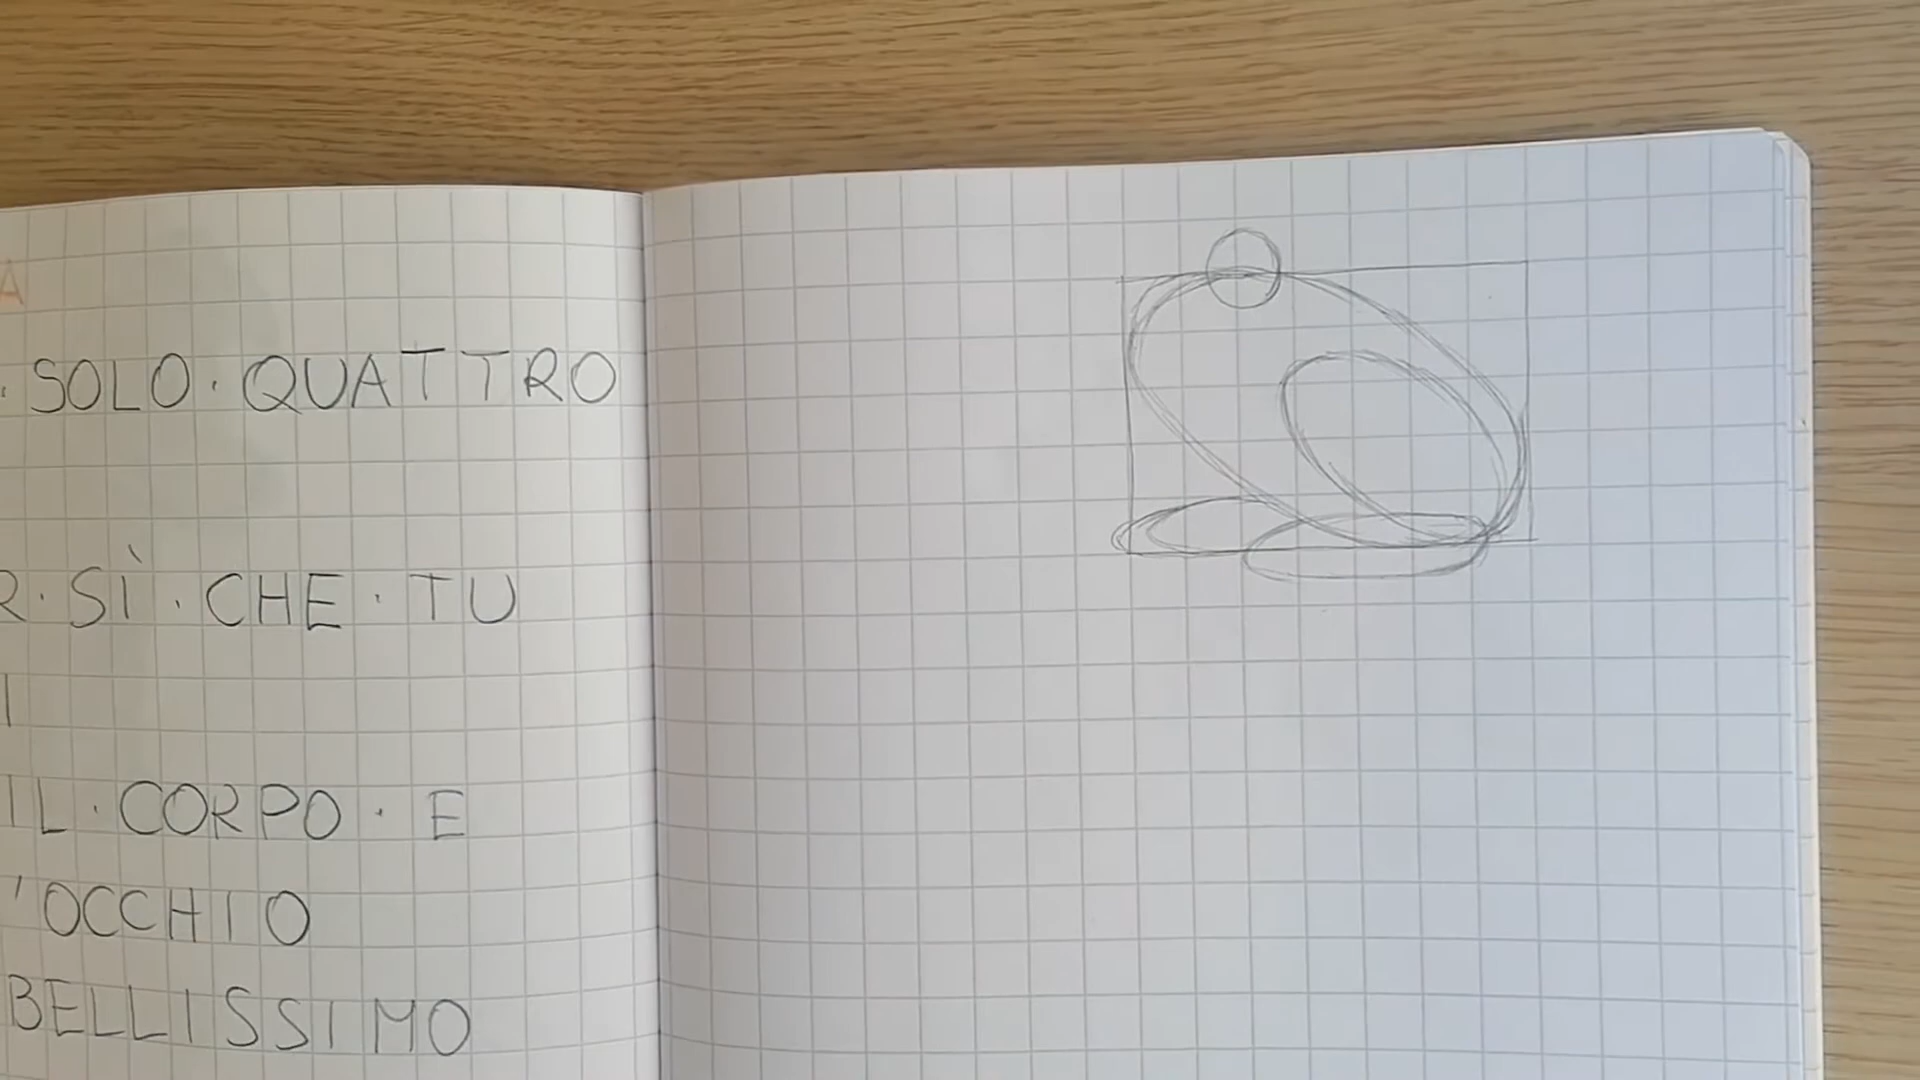 A
· SOLO · QUATTRO
R · SÌ · CHE · TU
I
IL · CORPO · E
'OCCHIO
BELLISSIMO